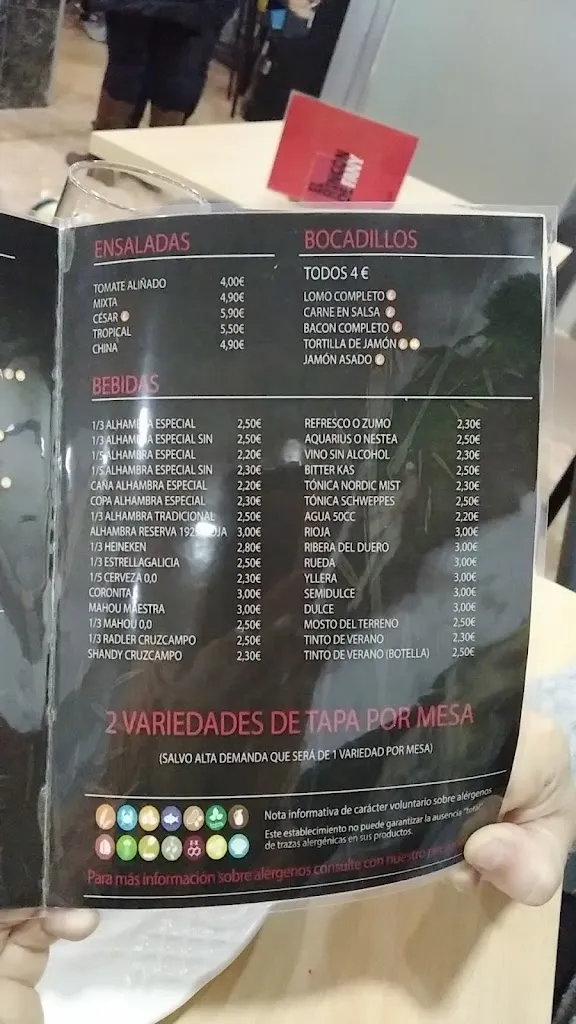 ENSALADAS
TOMATE ALIÑADO 4,00€
MIXTA 4,90€
CÉSAR 5,90€
TROPICAL 5,50€
CHINA 4,90€
BOCADILLOS
TODOS 4 €
LOMO COMPLETO
CARNE EN SALSA
BACON COMPLETO
TORTILLA DE JAMÓN
JAMÓN ASADO
BEBIDAS
1/3 ALHAMBRA ESPECIAL 2,50€
1/3 ALHAMBRA ESPECIAL SIN 2,50€
1/5 ALHAMBRA ESPECIAL 2,20€
1/5 ALHAMBRA ESPECIAL SIN 2,30€
CAÑA ALHAMBRA ESPECIAL 2,20€
COPA ALHAMBRA ESPECIAL 2,30€
1/3 ALHAMBRA TRADICIONAL 2,50€
ALHAMBRA RESERVA 3,00€
1/3 HEINEKEN 2,80€
1/3 ESTRELLAGALICIA 2,50€
1/5 CERVEZA 0,0 2,30€
CORONITA 3,00€
MAHOU MAESTRA 3,00€
1/3 MAHOU 0,0 2,50€
1/3 RADLER CRUZCAMPO 2,50€
SHANDY CRUZCAMPO 2,30€
REFRESCO O ZUMO 2,30€
AQUARIUS O NESTEA 2,50€
VINO SIN ALCOHOL 2,30€
BITTER KAS 2,50€
TÓNICA NORDIC MIST 2,30€
TÓNICA SCHWEPPES 2,50€
AGUA 50CC 2,20€
RIOJA 3,00€
RIBERA DEL DUERO 3,00€
RUEDA 3,00€
YLLERA 3,00€
SEMIDULCE 3,00€
DULCE 3,00€
MOSTO DEL TERRENO 2,50€
TINTO DE VERANO 2.30€
TINTO DE VERANO (BOTELLA) 2,50€
2 VARIEDADES DE TAPA POR MESA
(SALVO ALTA DEMANDA QUE SERÁ DE 1 VARIEDAD POR MESA)
Nota informativa de carácter voluntario sobre alérgenos
Este establecimiento no puede garantizar la ausencia "total"
de trazas alergénicas en sus productos.
Para más información sobre alérgenos consulte con nuestro